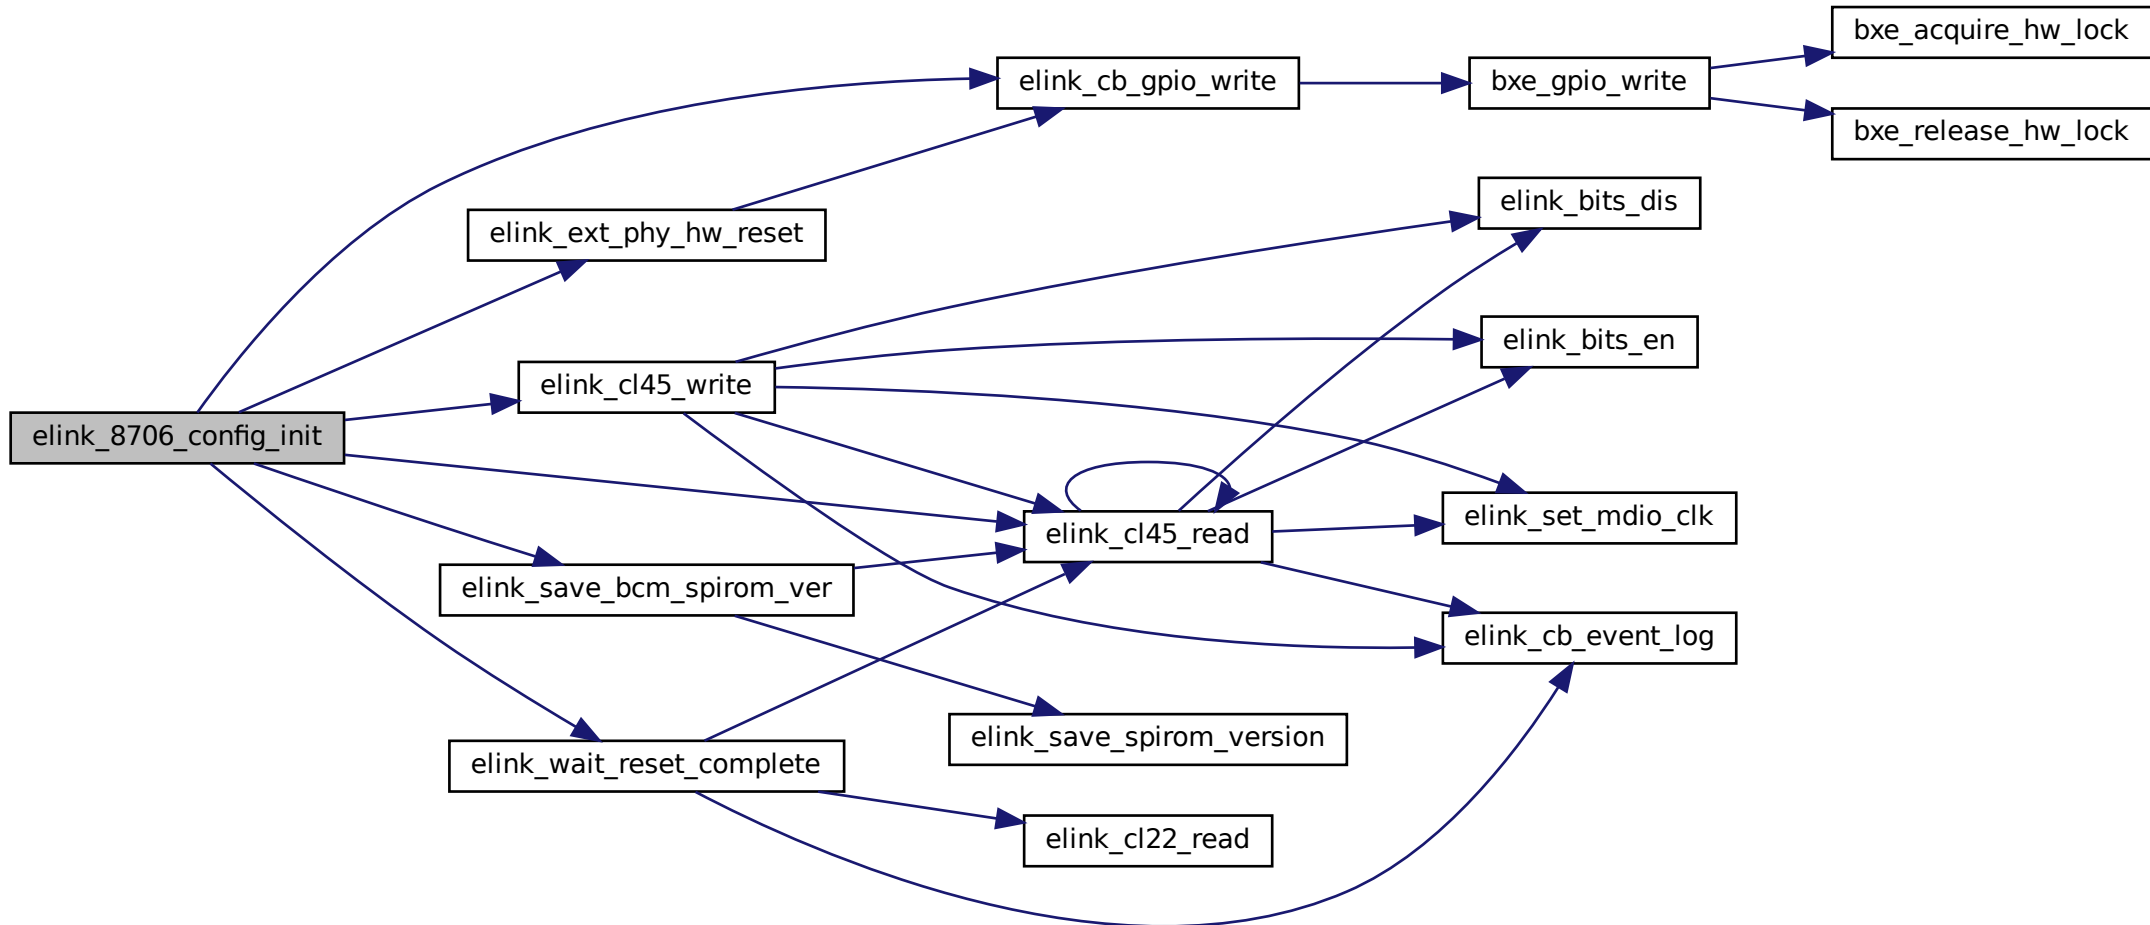 bxe_acquire_hw_lock
elink_cb_gpio_write
bxe_gpio_write
bxe_release_hw_lock
elink_bits_dis
elink_ext_phy_hw_reset
elink_bits_en
elink_cl45_write
elink_8706_config_init
elink_set_mdio_clk
elink_cl45_read
elink_save_bcm_spirom_ver
elink_cb_event_log
elink_save_spirom_version
elink_wait_reset_complete
elink_cl22_read